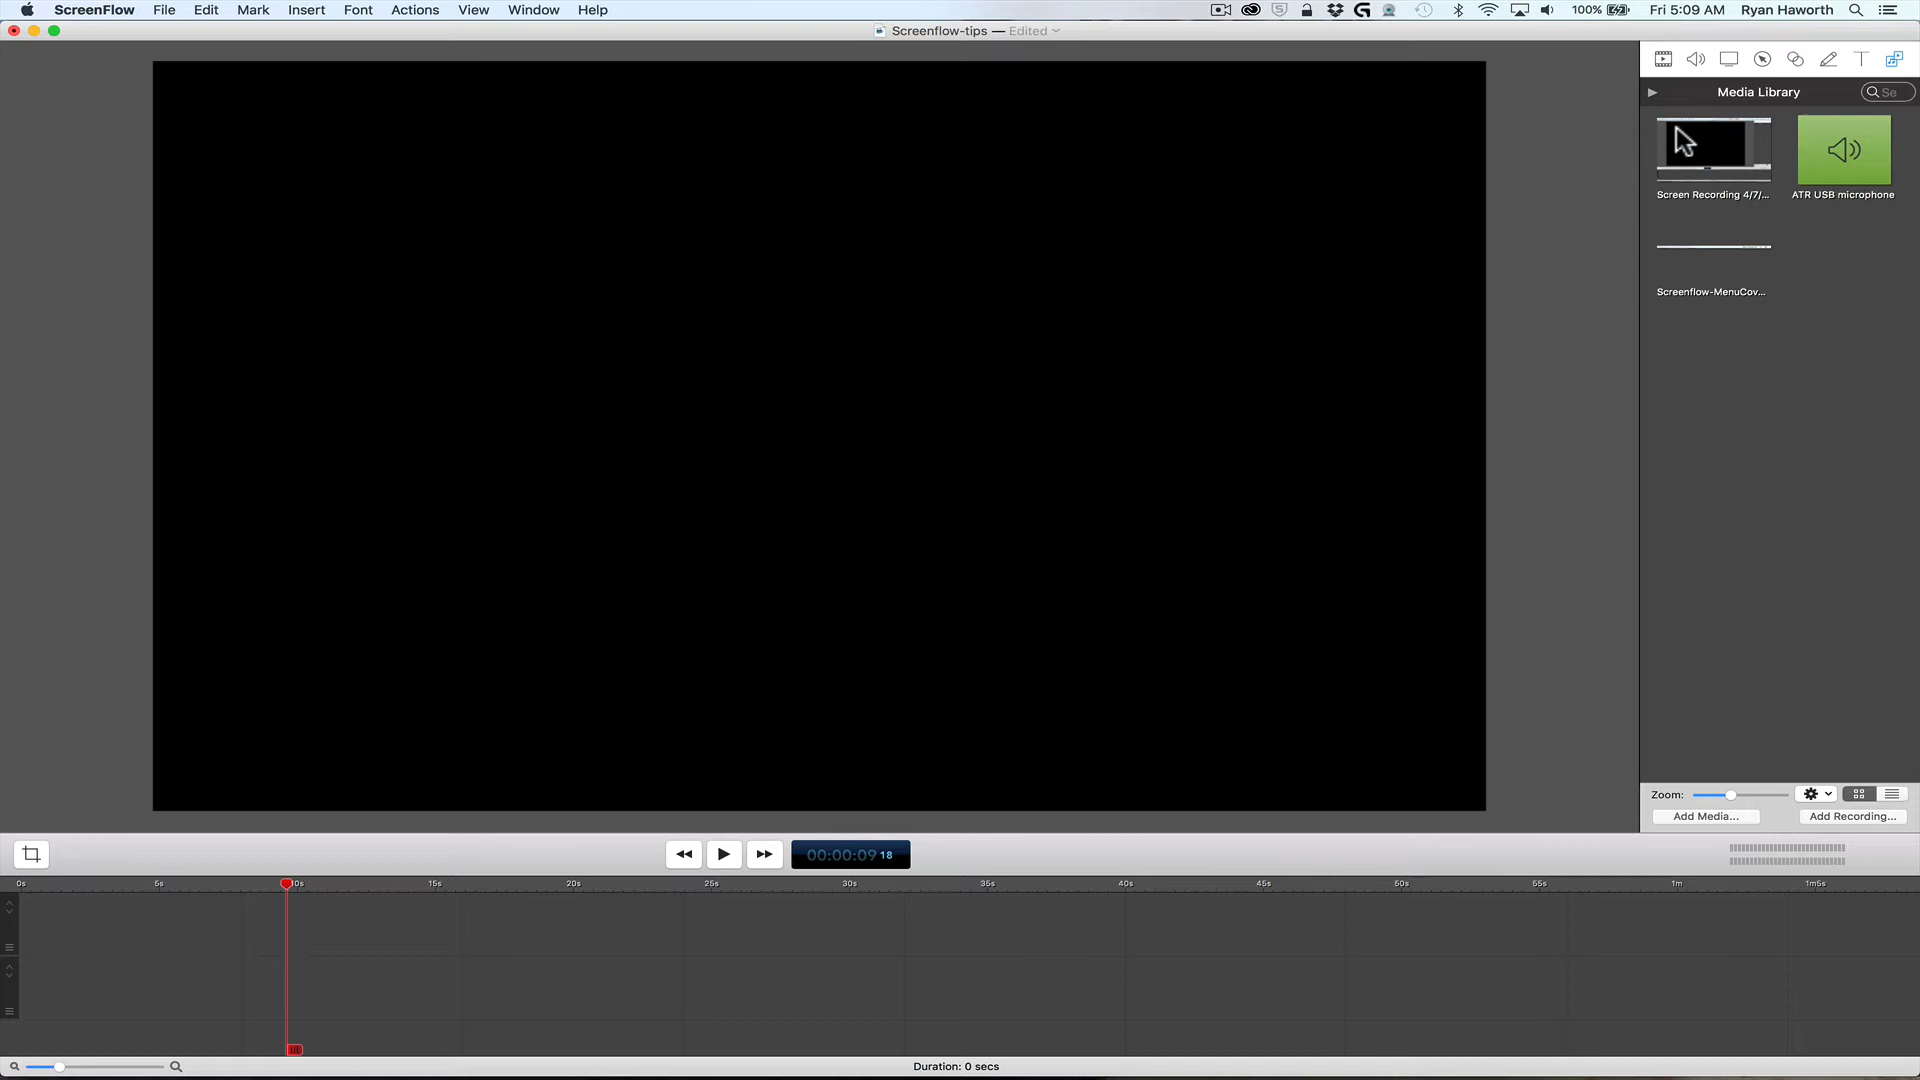 ScreenFlow File Edit Mark Insert Font Actions View Window Help 100% Fri 5:09 AM Ryan Haworth
Screenflow-tips — Edited
Media Library Se
Screen Recording 4/7/... ATR USB microphone
Screenflow-MenuCov...
Zoom:
Add Media... Add Recording...
00:00:09 18
0s 5s 10s 15s 20s 25s 30s 35s 40s 45s 50s 55s 1m 1m5s
Duration: 0 secs